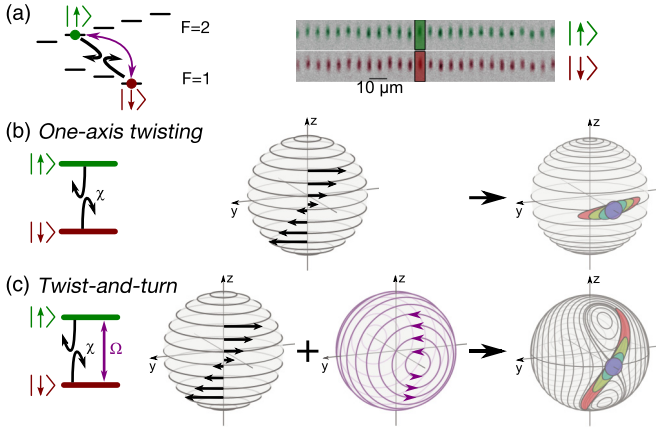 (a)
|↑⟩
F=2
F=1
|↓⟩
10 µm
|↑⟩
|↓⟩
(b) One-axis twisting
|↑⟩
χ
|↓⟩
z
y
z
y
(c) Twist-and-turn
|↑⟩
χ
Ω
|↓⟩
z
y
+
z
y
z
y